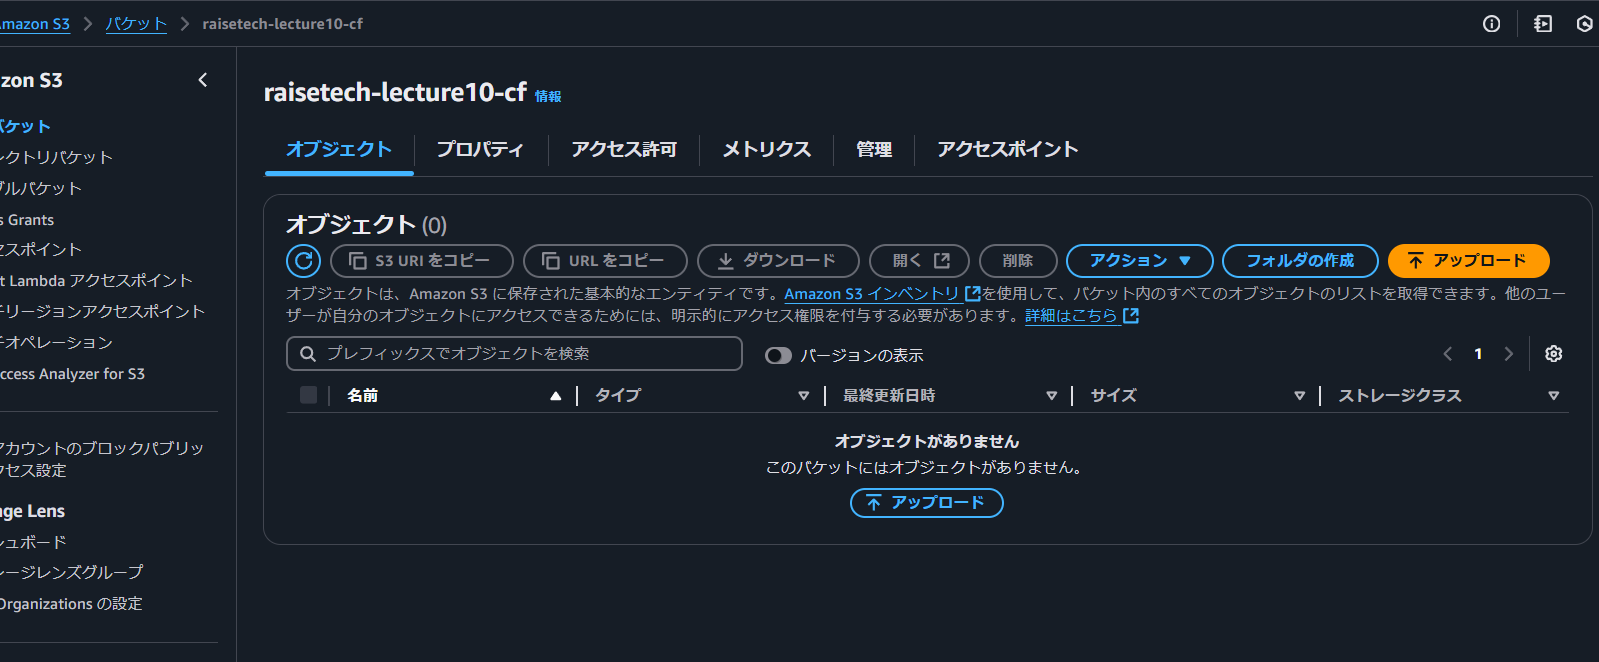 Amazon S3 > バケット > raisetech-lecture10-cf
zon S3
バケット
レクトリバケット
ブルバケット
s Grants
セスポイント
t Lambda アクセスポイント
チリージョンアクセスポイント
チオペレーション
ccess Analyzer for S3
アカウントのブロックパブリッ
クセス設定
ge Lens
シュボード
レージレンズグループ
Organizations の設定
raisetech-lecture10-cf 情報
オブジェクト プロパティ アクセス許可 メトリクス 管理 アクセスポイント
オブジェクト (0)
S3 URI をコピー URL をコピー ダウンロード 開く 削除 アクション フォルダの作成 アップロード
オブジェクトは、Amazon S3 に保存された基本的なエンティティです。Amazon S3 インベントリ を使用して、バケット内のすべてのオブジェクトのリストを取得できます。他のユー
ザーが自分のオブジェクトにアクセスできるためには、明示的にアクセス権限を付与する必要があります。詳細はこちら
プレフィックスでオブジェクトを検索 バージョンの表示 1
名前 タイプ 最終更新日時 サイズ ストレージクラス
オブジェクトがありません
このバケットにはオブジェクトがありません。
アップロード